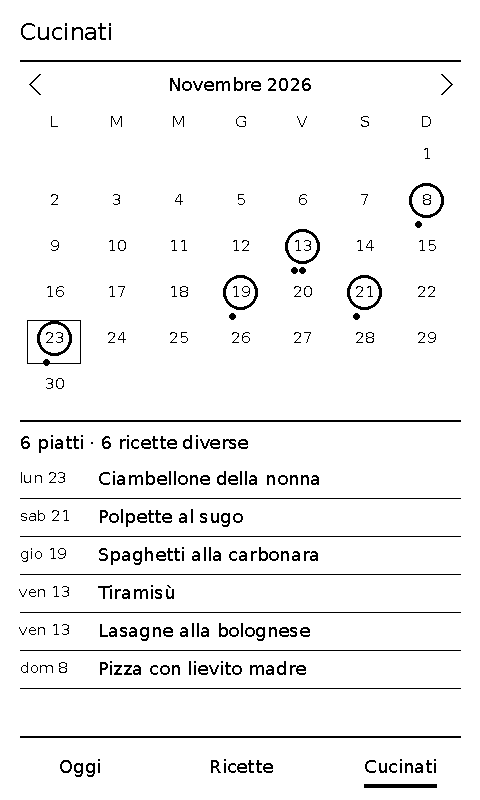 Cucinati
Novembre 2026
L M M G V S D
1
2 3 4 5 6 7 8
9 10 11 12 13 14 15
16 17 18 19 20 21 22
23 24 25 26 27 28 29
30
6 piatti · 6 ricette diverse
lun 23 Ciambellone della nonna
sab 21 Polpette al sugo
gio 19 Spaghetti alla carbonara
ven 13 Tiramisù
ven 13 Lasagne alla bolognese
dom 8 Pizza con lievito madre
Oggi Ricette Cucinati